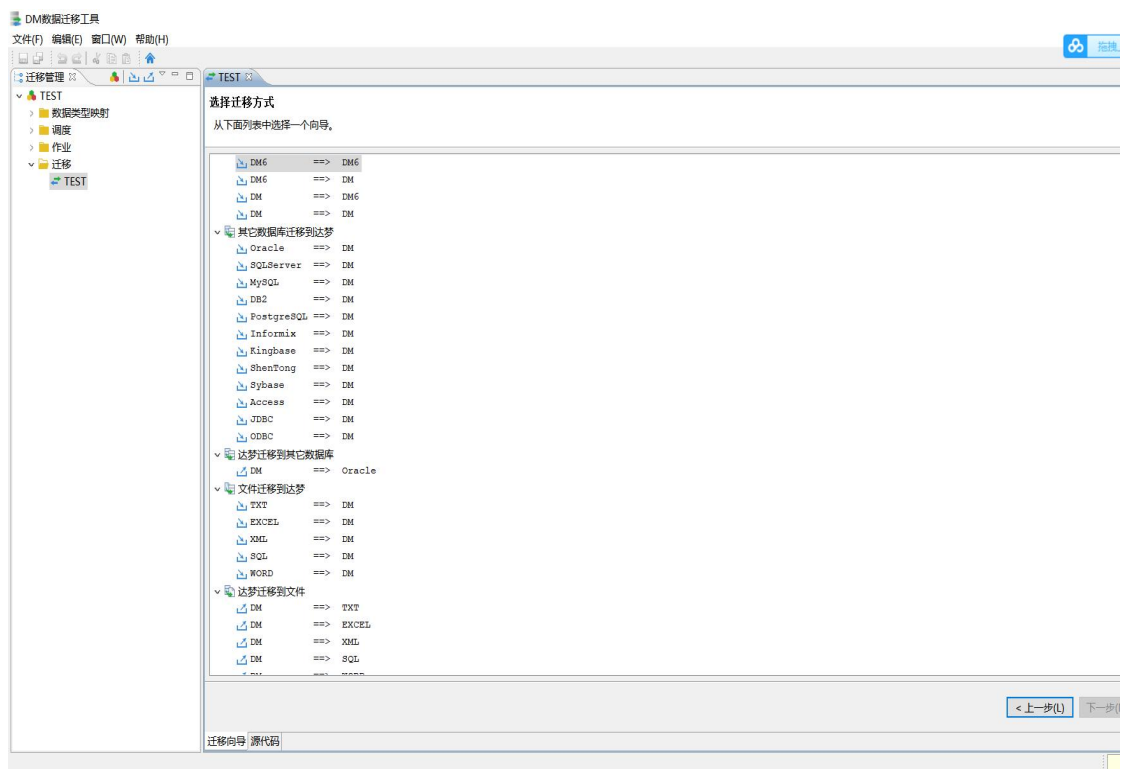 DM数据迁移工具
文件(F) 编辑(E) 窗口(W) 帮助(H)
拖拽
迁移管理
TEST
TEST
数据类型映射
调度
作业
迁移
TEST
选择迁移方式
从下面列表中选择一个向导。
DM6 ==> DM6
DM6 ==> DM
DM ==> DM6
DM ==> DM
其它数据库迁移到达梦
Oracle ==> DM
SQLServer ==> DM
MySQL ==> DM
DB2 ==> DM
PostgreSQL ==> DM
Informix ==> DM
Kingbase ==> DM
ShenTong ==> DM
Sybase ==> DM
Access ==> DM
JDBC ==> DM
ODBC ==> DM
达梦迁移到其它数据库
DM ==> Oracle
文件迁移到达梦
TXT ==> DM
EXCEL ==> DM
XML ==> DM
SQL ==> DM
WORD ==> DM
达梦迁移到文件
DM ==> TXT
DM ==> EXCEL
DM ==> XML
DM ==> SQL
<上一步(L) 下一步(
迁移向导 源代码